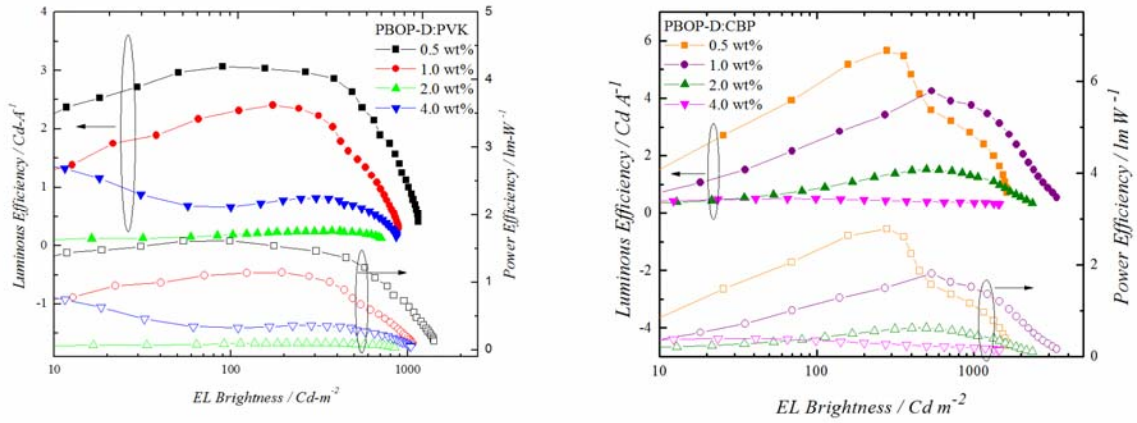 PBOP-D:PVK
0.5 wt%
1.0 wt%
2.0 wt%
4.0 wt%
Luminous Efficiency / Cd-A-1
4
3
2
1
0
-1
5
4
3
2
1
0
Power Efficiency / lm-W-1
10
100
1000
EL Brightness / Cd-m-2
PBOP-D:CBP
0.5 wt%
1.0 wt%
2.0 wt%
4.0 wt%
Luminous Efficiency / Cd A-1
6
4
2
0
-2
-4
6
4
2
0
Power Efficiency / lm W-1
10
100
1000
EL Brightness / Cd m-2